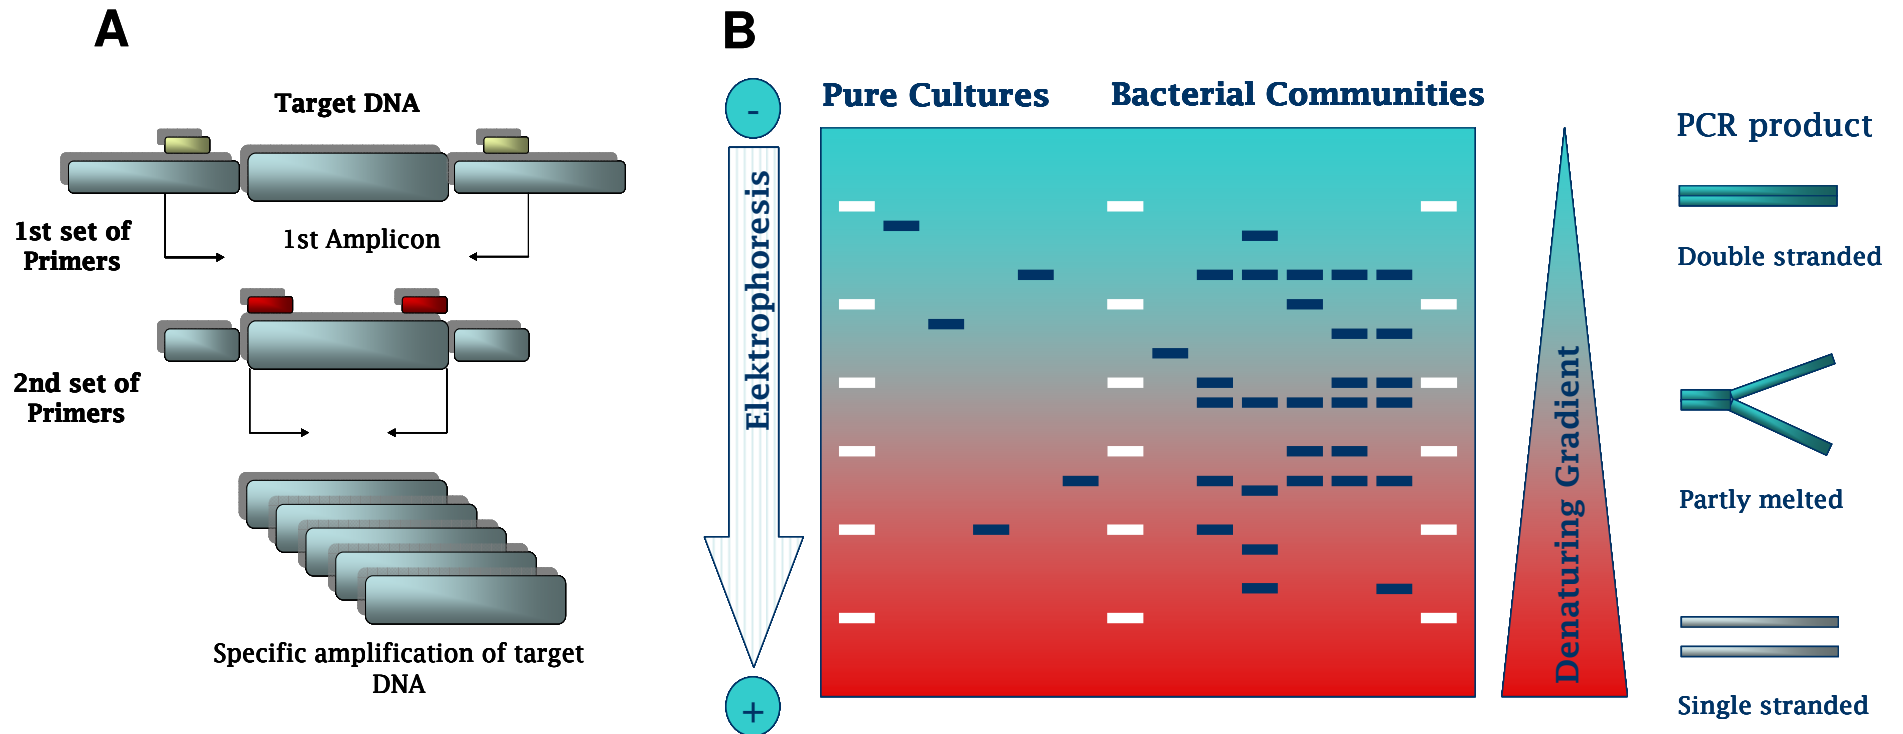 A
Target DNA
1st set of
Primers
1st Amplicon
2nd set of
Primers
Specific amplification of target
DNA
B
-
Elektrophoresis
+
Pure Cultures
Bacterial Communities
Denaturing Gradient
PCR product
Double stranded
Partly melted
Single stranded